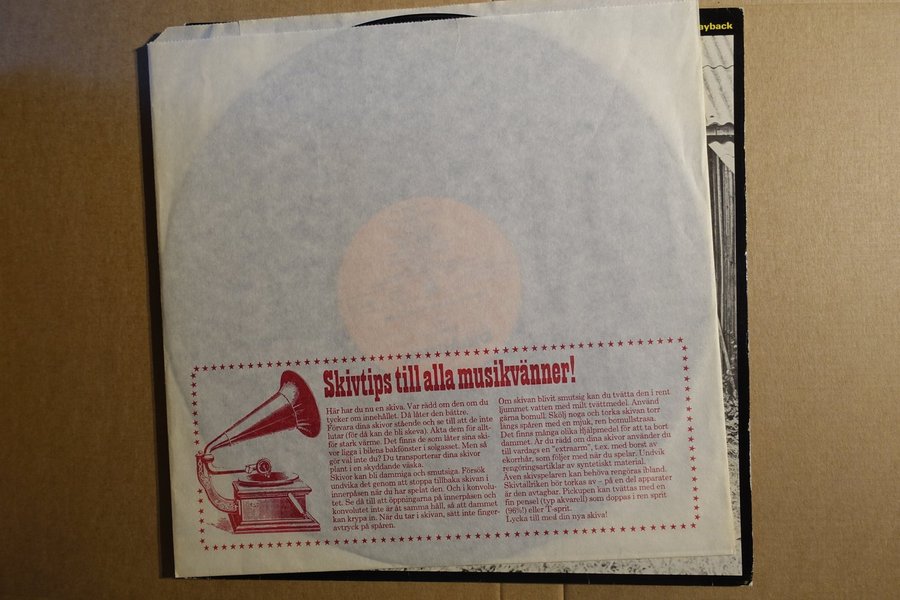 ayback
Skivtips till alla musikvänner!
Här har du nu en skiva. Var rädd om den om du
tycker om innehållet. Då låter den bättre.
Förvara dina skivor stående och se till att de inte
lutar (för då kan de bli skeva). Akta dem för allt-
för stark värme. Det finns de som låter sina ski-
vor ligga i bilens bakfönster i solgasset. Men så
gör väl inte du? Du transporterar dina skivor
plant i en skyddande väska.
Skivor kan bli dammiga och smutsiga. Försök
undvika det genom att stoppa tillbaka skivan i
innerpåsen när du har spelat den. Och i konvolu-
tet. Se då till att öppningarna på innerpåsen och
konvolutet inte är åt samma håll, så att dammet
kan krypa in. När du tar i skivan, sätt inte finger-
avtryck på spåren.
Om skivan blivit smutsig kan du tvätta den i rent
ljummet vatten med milt tvättmedel. Använd
gärna bomull. Skölj noga och torka skivan torr
längs spåren med en mjuk, ren bomullstrasa.
Det finns många olika hjälpmedel för att ta bort
dammet. Är du rädd om dina skivor använder du
till vardags en "extraarm", t.ex. med borst av
ekorrhår, som följer med när du spelar. Undvik
rengöringsartiklar av syntetiskt material.
Även skivspelaren kan behöva rengöras ibland.
Skivtallriken bör torkas av – på en del apparater
är den avtagbar. Pickupen kan tvättas med en
fin pensel (typ akvarell) som doppas i ren sprit
(96%!) eller T-sprit.
Lycka till med din nya skiva!